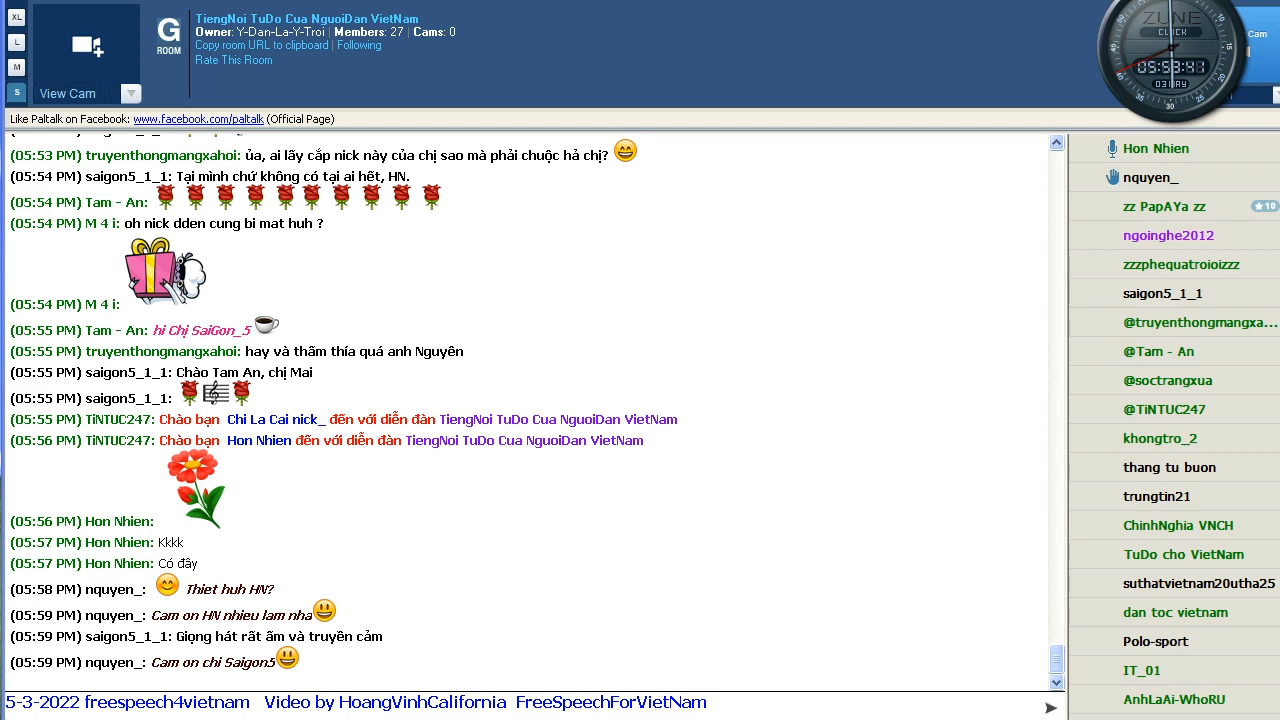 XL
L
M
S
View Cam
G
ROOM
TiengNoi TuDo Cua NguoiDan VietNam
Owner: Y-Dan-La-Y-Troi | Members: 27 | Cams: 0
Copy room URL to clipboard | Following
Rate This Room
ZUNE
CLOCK
05:53:41
03 MAY
Cam
Like Paltalk on Facebook: www.facebook.com/paltalk (Official Page)
(05:53 PM) truyenthongmangxahoi: ủa, ai lấy cắp nick này của chị sao mà phải chuộc hả chị?
(05:54 PM) saigon5_1_1: Tại mình chứ không có tại ai hết, HN.
(05:54 PM) Tam - An:
(05:54 PM) M 4 i: oh nick dden cung bi mat huh ?
(05:54 PM) M 4 i:
(05:55 PM) Tam - An: hi Chị SaiGon_5
(05:55 PM) truyenthongmangxahoi: hay và thấm thía quá anh Nguyên
(05:55 PM) saigon5_1_1: Chào Tam An, chị Mai
(05:55 PM) saigon5_1_1:
(05:55 PM) TiNTUC247: Chào bạn Chi La Cai nick_ đến với diễn đàn TiengNoi TuDo Cua NguoiDan VietNam
(05:56 PM) TiNTUC247: Chào bạn Hon Nhien đến với diễn đàn TiengNoi TuDo Cua NguoiDan VietNam
(05:56 PM) Hon Nhien:
(05:57 PM) Hon Nhien: Kkkk
(05:57 PM) Hon Nhien: Có đây
(05:58 PM) nquyen_: Thiet huh HN?
(05:59 PM) nquyen_: Cam on HN nhieu lam nha
(05:59 PM) saigon5_1_1: Giọng hát rất ấm và truyền cảm
(05:59 PM) nquyen_: Cam on chi Saigon5
Hon Nhien
nquyen_
zz PapAYa zz
10
ngoinghe2012
zzzphequatroioizzz
saigon5_1_1
@truyenthongmangxa...
@Tam - An
@soctrangxua
@TiNTUC247
khongtro_2
thang tu buon
trungtin21
ChinhNghia VNCH
TuDo cho VietNam
suthatvietnam20utha25
dan toc vietnam
Polo-sport
IT_01
AnhLaAi-WhoRU
5-3-2022 freespeech4vietnam Video by HoangVinhCalifornia FreeSpeechForVietNam